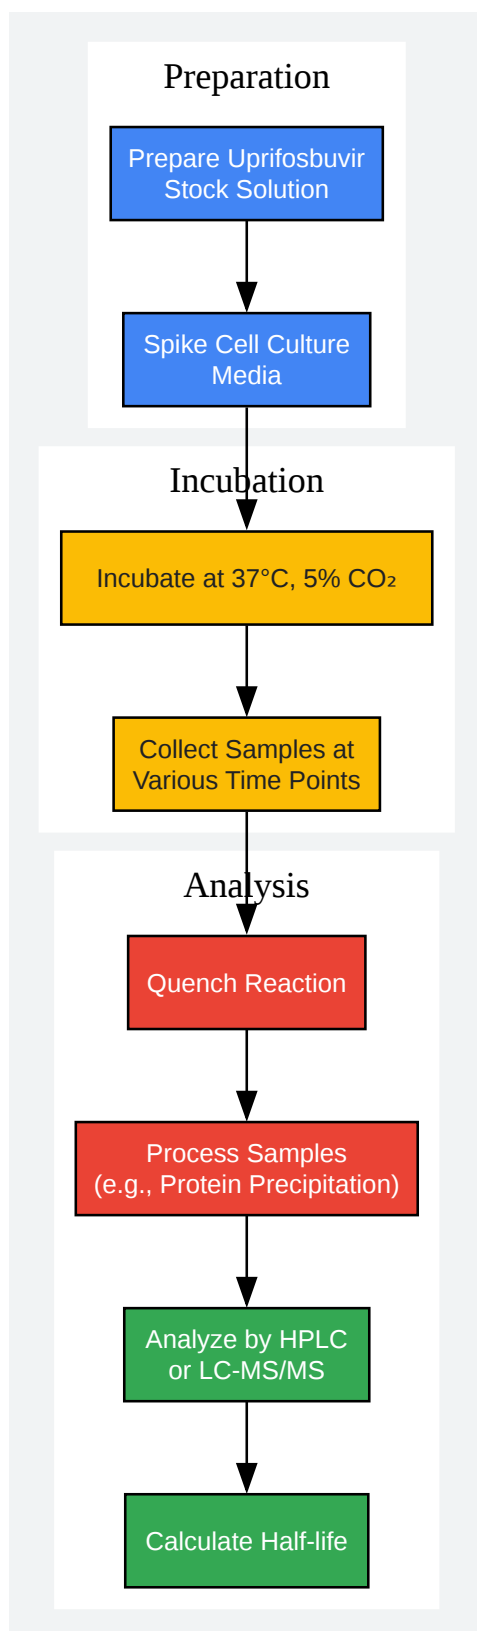 Preparation
Prepare Uprifosbuvir
Stock Solution
Spike Cell Culture
Media
Incubation
Incubate at 37°C, 5% CO₂
Collect Samples at
Various Time Points
Analysis
Quench Reaction
Process Samples
(e.g., Protein Precipitation)
Analyze by HPLC
or LC-MS/MS
Calculate Half-life